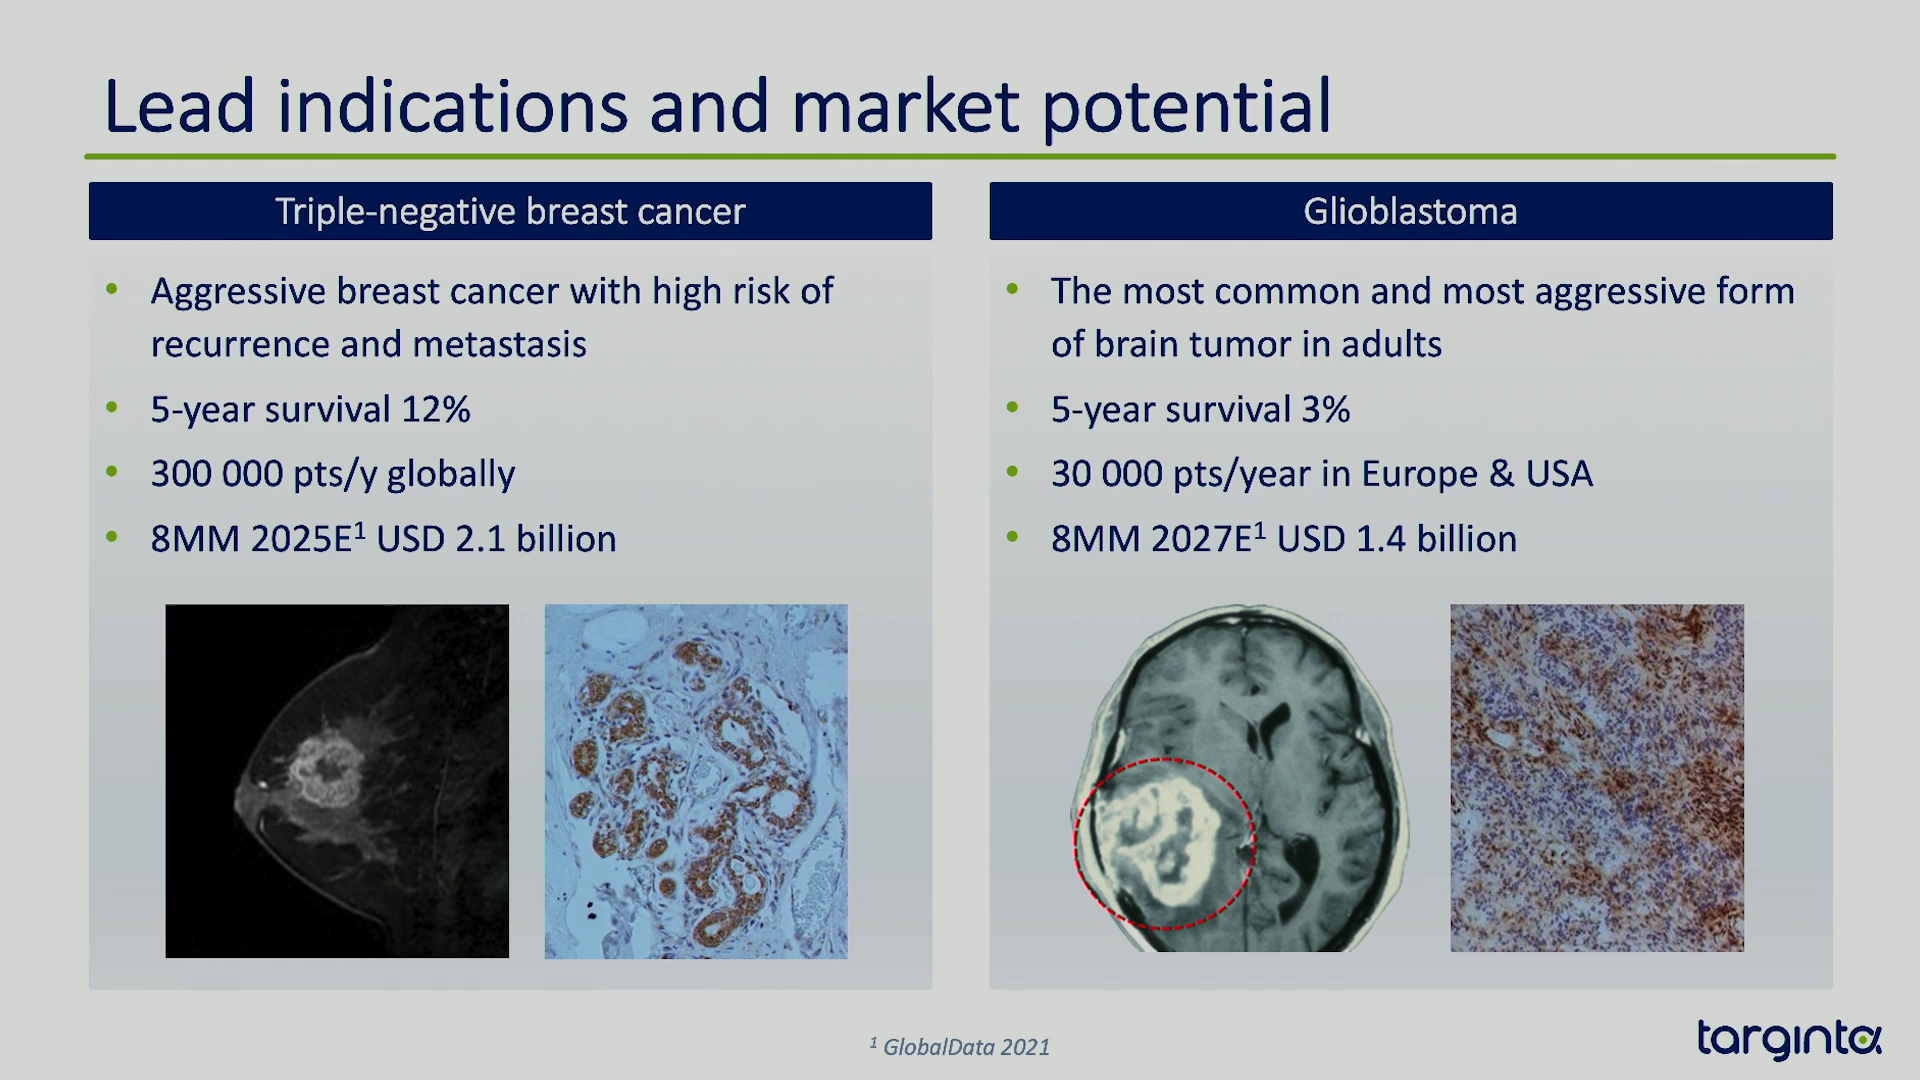 Lead indications and market potential
Triple-negative breast cancer
• Aggressive breast cancer with high risk of
recurrence and metastasis
• 5-year survival 12%
• 300 000 pts/y globally
• 8MM 2025E¹ USD 2.1 billion
Glioblastoma
• The most common and most aggressive form
of brain tumor in adults
• 5-year survival 3%
• 30 000 pts/year in Europe & USA
• 8MM 2027E¹ USD 1.4 billion
¹ GlobalData 2021
targinta